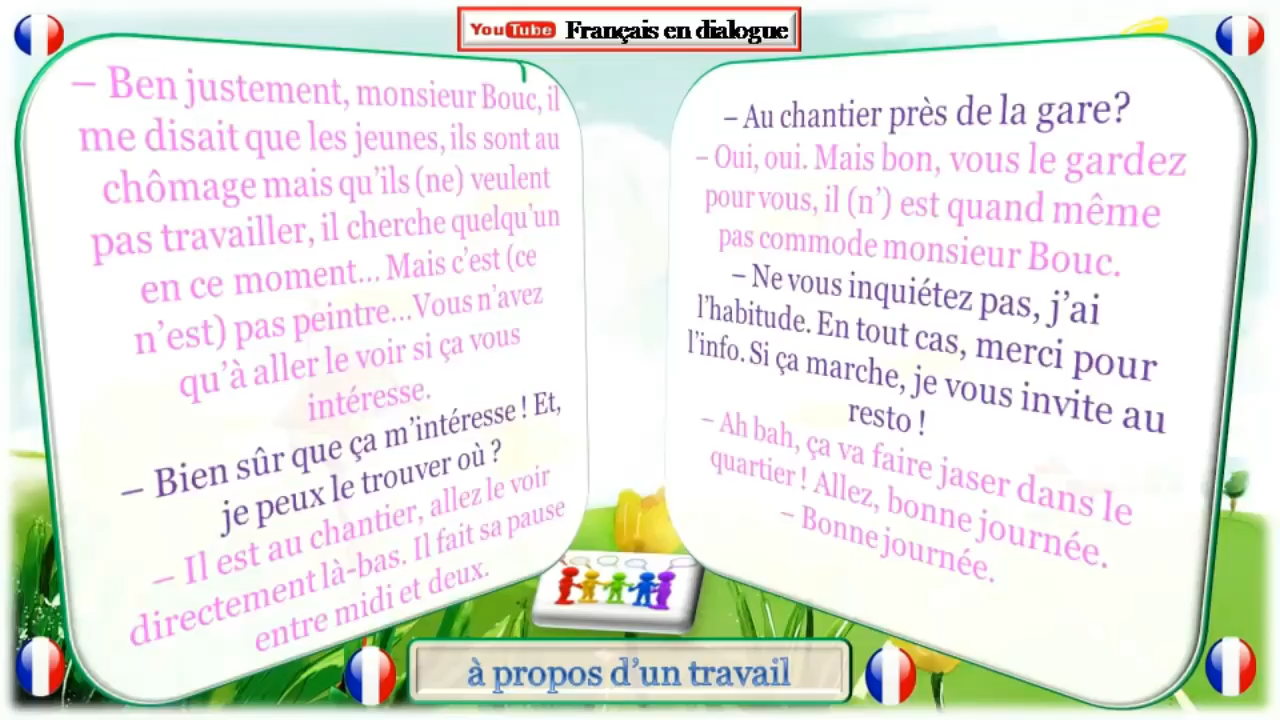 YouTube Français en dialogue
– Ben justement, monsieur Bouc, il
me disait que les jeunes, ils sont au
chômage mais qu’ils (ne) veulent
pas travailler, il cherche quelqu’un
en ce moment… Mais c’est (ce
n’est) pas peintre…Vous n’avez
qu’à aller le voir si ça vous
intéresse.
– Bien sûr que ça m’intéresse ! Et,
je peux le trouver où ?
– Il est au chantier, allez le voir
directement là-bas. Il fait sa pause
entre midi et deux.
– Au chantier près de la gare?
– Oui, oui. Mais bon, vous le gardez
pour vous, il (n’) est quand même
pas commode monsieur Bouc.
– Ne vous inquiétez pas, j’ai
l’habitude. En tout cas, merci pour
l’info. Si ça marche, je vous invite au
resto !
– Ah bah, ça va faire jaser dans le
quartier ! Allez, bonne journée.
– Bonne journée.
à propos d’un travail